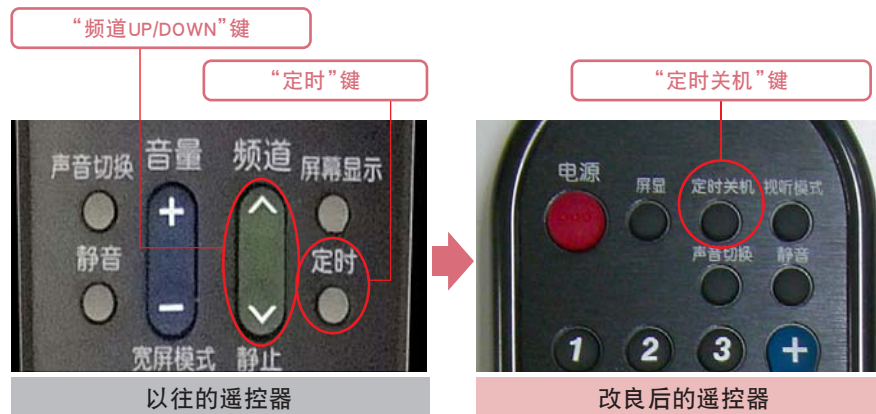 “频道UP/DOWN”键
“定时”键
“定时关机”键
声音切换 音量 频道 屏幕显示
+
静音 定时
−
宽屏模式 静止
电源 屏显 定时关机 视听模式
声音切换 静音
1 2 3 +
以往的遥控器
改良后的遥控器